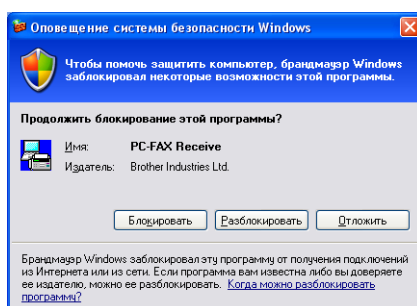 Оповещение системы безопасности Windows
Чтобы помочь защитить компьютер, брандмауэр Windows
заблокировал некоторые возможности этой программы.
Продолжить блокирование этой программы?
Имя: PC-FAX Receive
Издатель: Brother Industries Ltd.
Блокировать Разблокировать Отложить
Брандмауэр Windows заблокировал эту программу от получения подключений
из Интернета или из сети. Если программа вам известна либо вы доверяете
ее издателю, можно ее разблокировать. Когда можно разблокировать
программу?